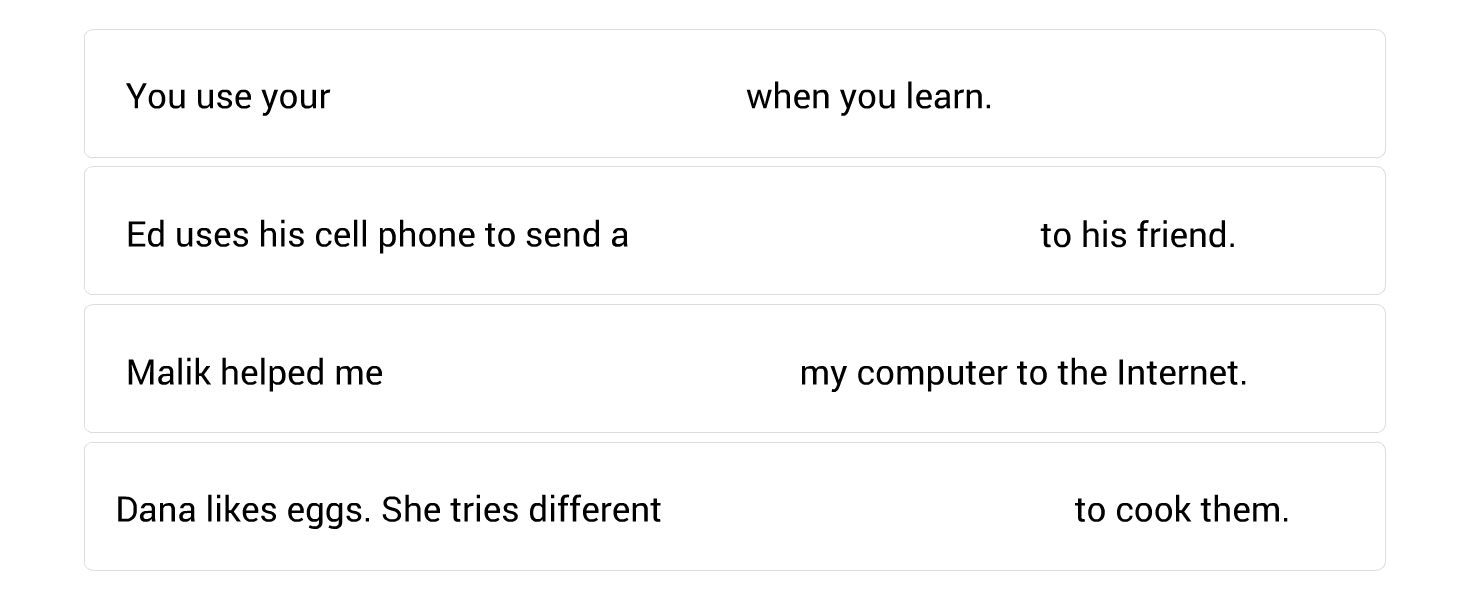 You use your when you learn.
Ed uses his cell phone to send a to his friend.
Malik helped me my computer to the Internet.
Dana likes eggs. She tries different to cook them.